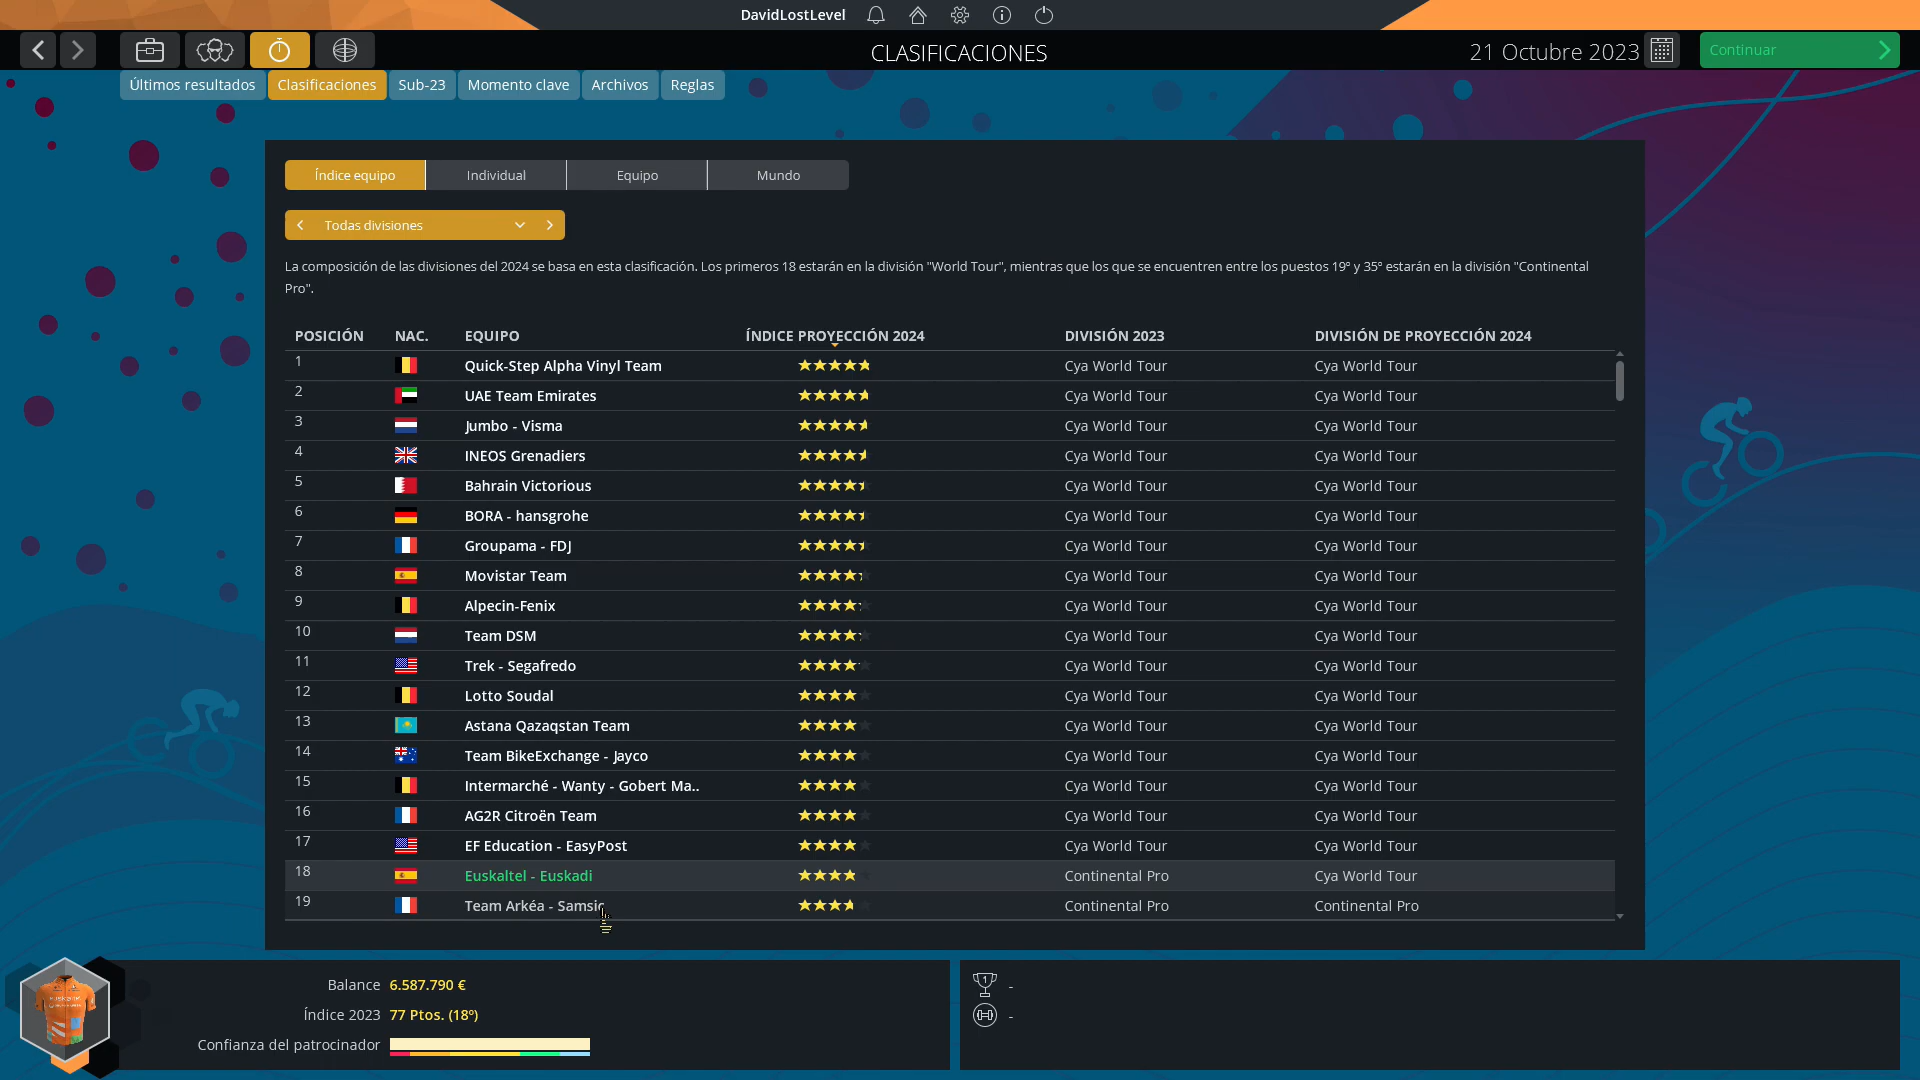 DavidLostLevel
CLASIFICACIONES
21 Octubre 2023
Continuar
Últimos resultados
Clasificaciones
Sub-23
Momento clave
Archivos
Reglas
Índice equipo
Individual
Equipo
Mundo
Todas divisiones
La composición de las divisiones del 2024 se basa en esta clasificación. Los primeros 18 estarán en la división "World Tour", mientras que los que se encuentren entre los puestos 19º y 35º estarán en la división "Continental
Pro".
POSICIÓN NAC. EQUIPO ÍNDICE PROYECCIÓN 2024 DIVISIÓN 2023 DIVISIÓN DE PROYECCIÓN 2024
1 Quick-Step Alpha Vinyl Team Cya World Tour Cya World Tour
2 UAE Team Emirates Cya World Tour Cya World Tour
3 Jumbo - Visma Cya World Tour Cya World Tour
4 INEOS Grenadiers Cya World Tour Cya World Tour
5 Bahrain Victorious Cya World Tour Cya World Tour
6 BORA - hansgrohe Cya World Tour Cya World Tour
7 Groupama - FDJ Cya World Tour Cya World Tour
8 Movistar Team Cya World Tour Cya World Tour
9 Alpecin-Fenix Cya World Tour Cya World Tour
10 Team DSM Cya World Tour Cya World Tour
11 Trek - Segafredo Cya World Tour Cya World Tour
12 Lotto Soudal Cya World Tour Cya World Tour
13 Astana Qazaqstan Team Cya World Tour Cya World Tour
14 Team BikeExchange - Jayco Cya World Tour Cya World Tour
15 Intermarché - Wanty - Gobert Ma.. Cya World Tour Cya World Tour
16 AG2R Citroën Team Cya World Tour Cya World Tour
17 EF Education - EasyPost Cya World Tour Cya World Tour
18 Euskaltel - Euskadi Continental Pro Cya World Tour
19 Team Arkéa - Samsic Continental Pro Continental Pro
Balance 6.587.790 €
Índice 2023 77 Ptos. (18º)
Confianza del patrocinador
1 -
-